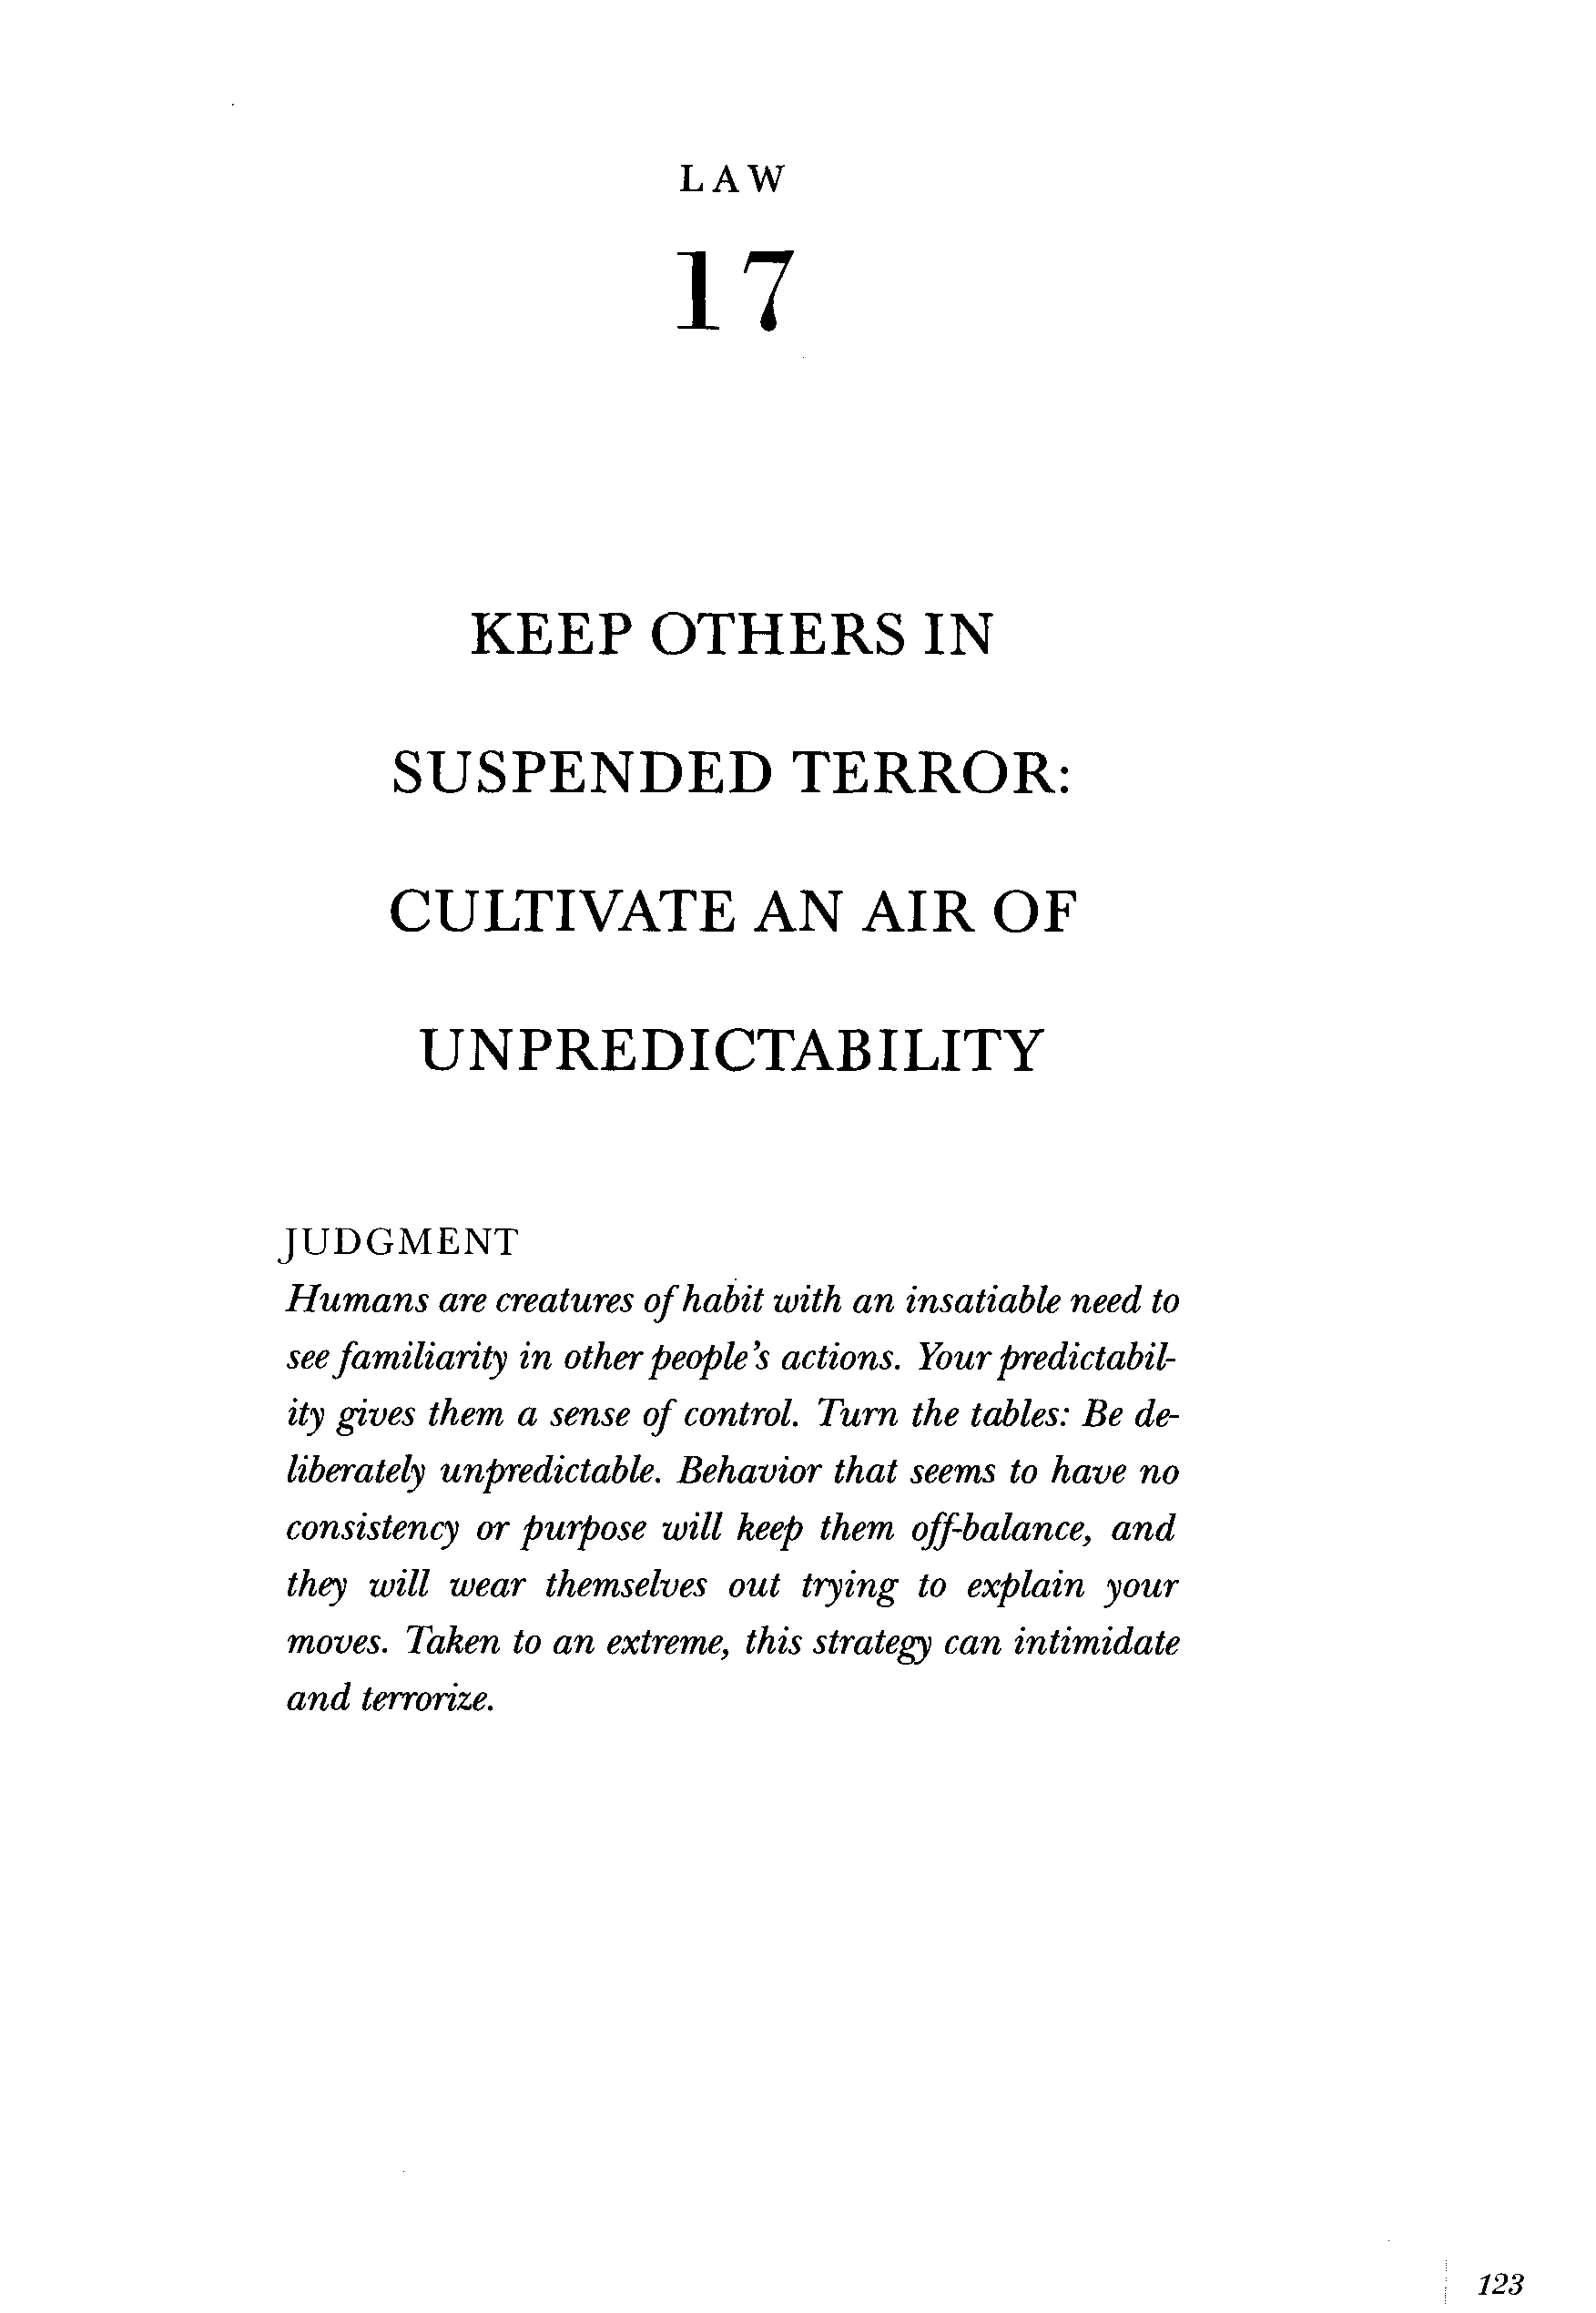 LAW
17
KEEP OTHERS IN
SUSPENDED TERROR:
CULTIVATE AN AIR OF
UNPREDICTABILITY
JUDGMENT
Humans are creatures of habit with an insatiable need to
see familiarity in other people's actions. Your predictabil-
ity gives them a sense of control. Turn the tables: Be de-
liberately unpredictable. Behavior that seems to have no
consistency or purpose will keep them off-balance, and
they will wear themselves out trying to explain your
moves. Taken to an extreme, this strategy can intimidate
and terrorize.
123